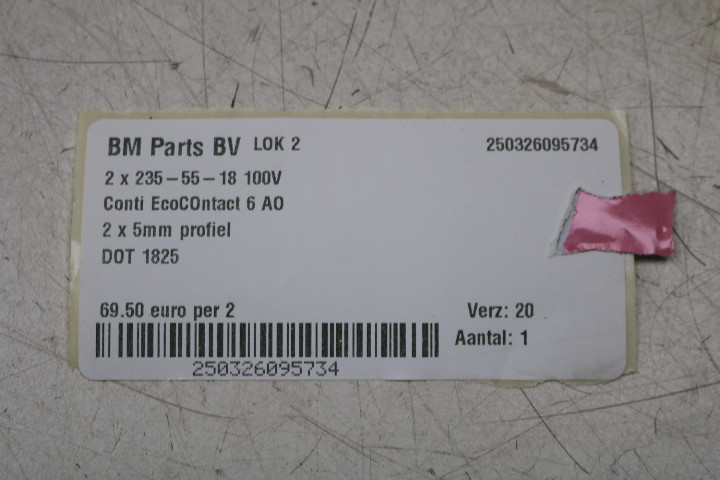 BM Parts BV LOK 2 250326095734
2 x 235-55-18 100V
Conti EcoCOntact 6 AO
2 x 5mm profiel
DOT 1825
69.50 euro per 2 Verz: 20
Aantal: 1
250326095734